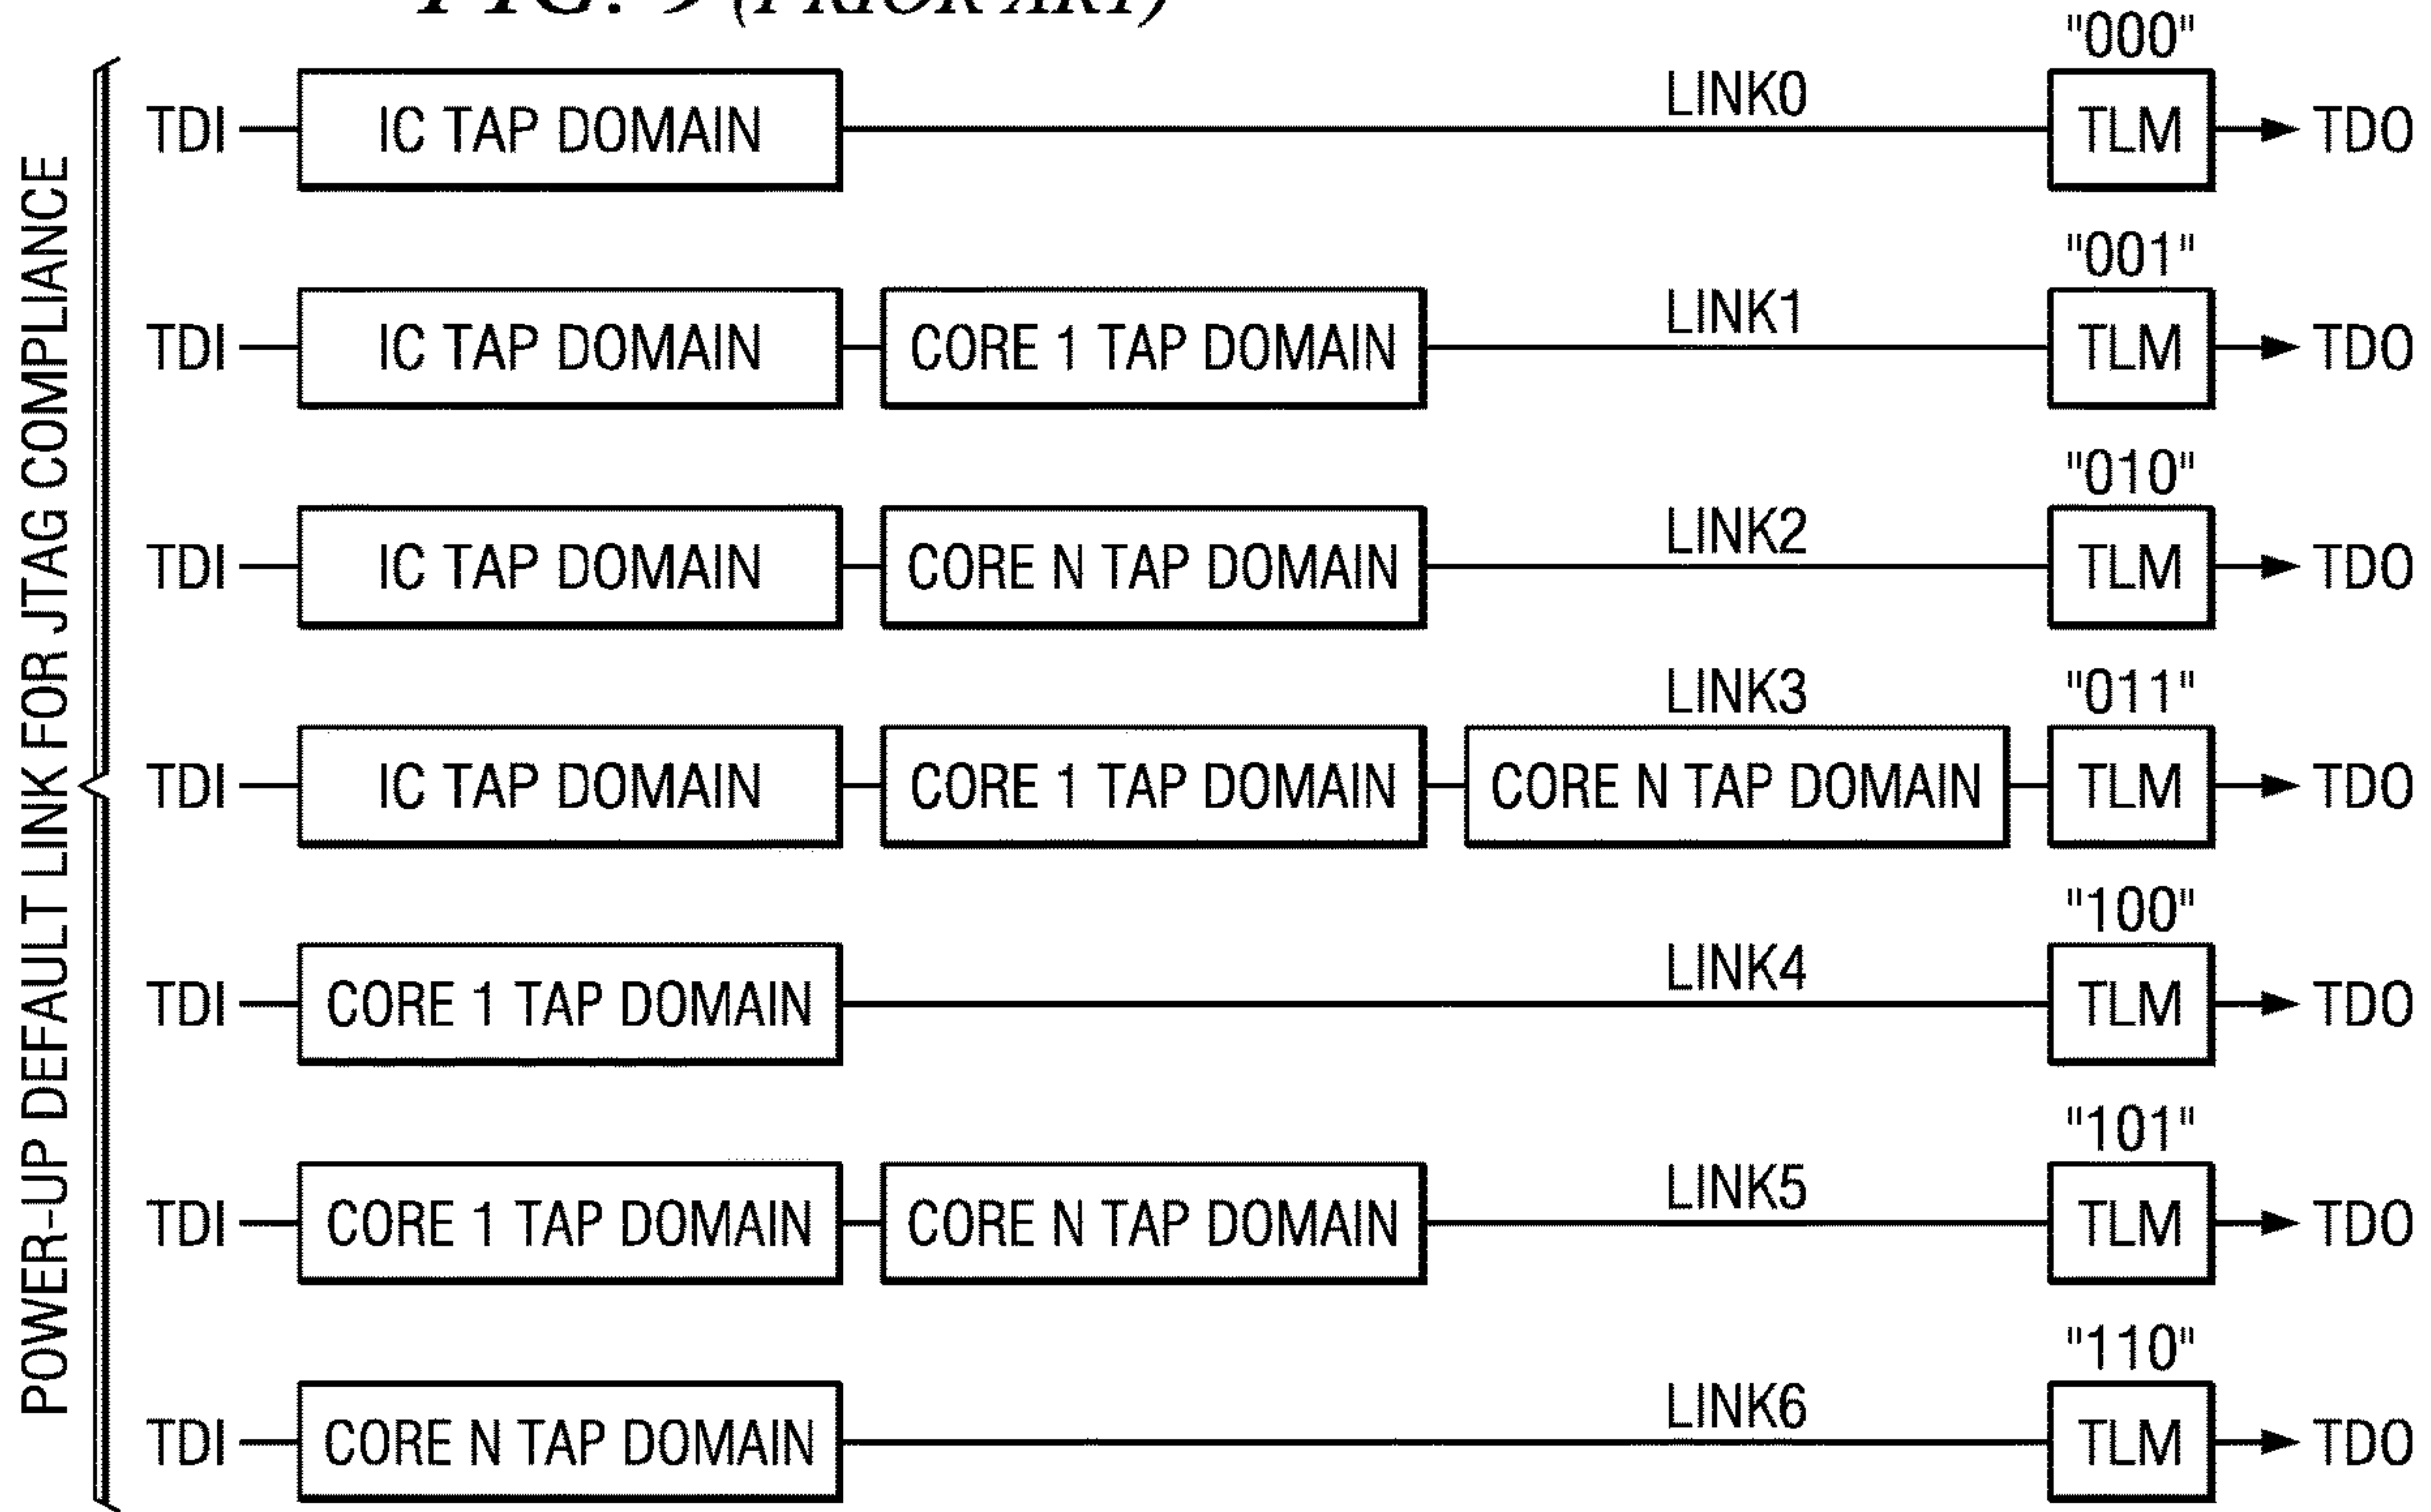 FIG. 9 (PRIOR ART)
POWER-UP DEFAULT LINK FOR JTAG COMPLIANCE
"000"
TDI IC TAP DOMAIN LINK0 TLM TDO
"001"
TDI IC TAP DOMAIN CORE 1 TAP DOMAIN LINK1 TLM TDO
"010"
TDI IC TAP DOMAIN CORE N TAP DOMAIN LINK2 TLM TDO
LINK3 "011"
TDI IC TAP DOMAIN CORE 1 TAP DOMAIN CORE N TAP DOMAIN TLM TDO
"100"
TDI CORE 1 TAP DOMAIN LINK4 TLM TDO
"101"
TDI CORE 1 TAP DOMAIN CORE N TAP DOMAIN LINK5 TLM TDO
"110"
TDI CORE N TAP DOMAIN LINK6 TLM TDO